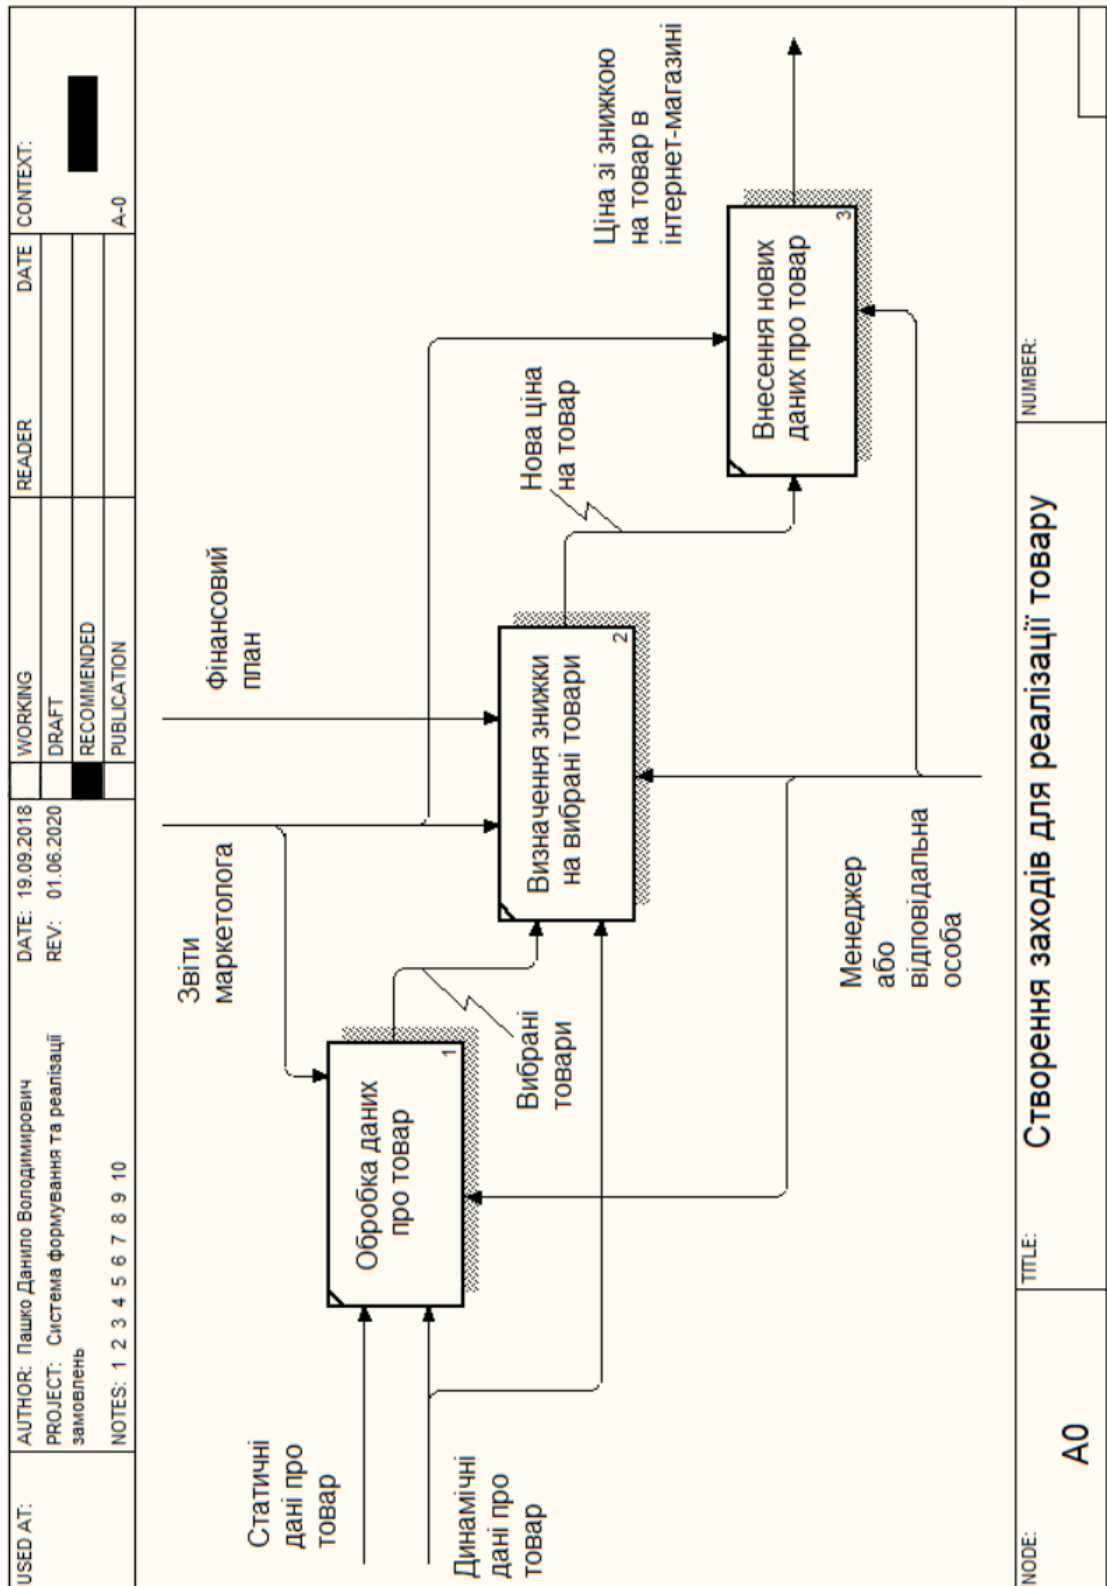 USED AT:
AUTHOR: Пашко Данило Володимирович
DATE: 19.09.2018
PROJECT: Система формування та реалізації
замовлень
REV: 01.06.2020
NOTES: 1 2 3 4 5 6 7 8 9 10
WORKING
DRAFT
RECOMMENDED
PUBLICATION
READER
DATE
CONTEXT:
A-0
Звіти
маркетолога
Фінансовий
план
Статичні
дані про
товар
Динамічні
дані про
товар
Обробка даних
про товар
1
Вибрані
товари
Визначення знижки
на вибрані товари
2
Нова ціна
на товар
Внесення нових
даних про товар
3
Ціна зі знижкою
на товар в
інтернет-магазині
Менеджер
або
відповідальна
особа
NODE:
A0
TITLE:
Створення заходів для реалізації товару
NUMBER: